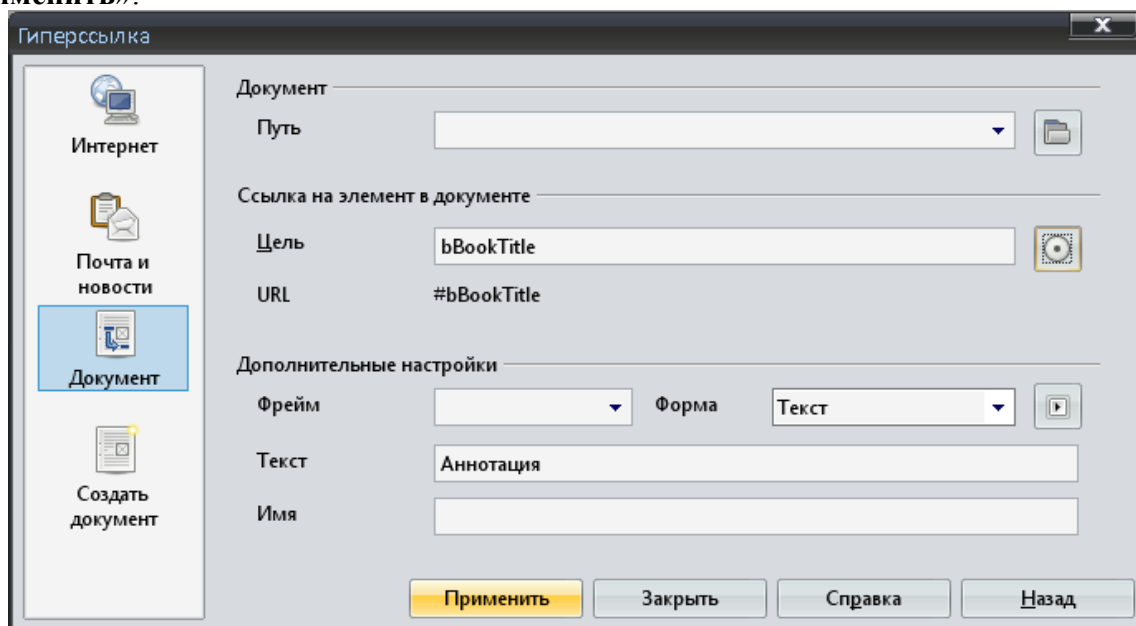 Гиперссылка
X
Интернет
Почта и
новости
Документ
Создать
документ
Документ
Путь
Ссылка на элемент в документе
Цель
bBookTitle
URL
#bBookTitle
Дополнительные настройки
Фрейм
Форма
Текст
Текст
Аннотация
Имя
Применить
Закрыть
Справка
Назад